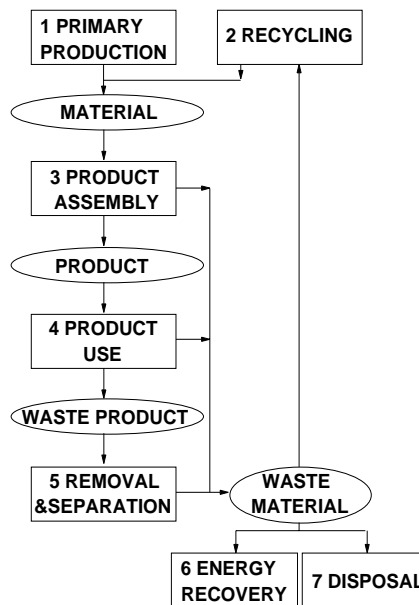 1 PRIMARY
PRODUCTION
2 RECYCLING
MATERIAL
3 PRODUCT
ASSEMBLY
PRODUCT
4 PRODUCT
USE
WASTE PRODUCT
5 REMOVAL
&SEPARATION
WASTE
MATERIAL
6 ENERGY
RECOVERY
7 DISPOSAL